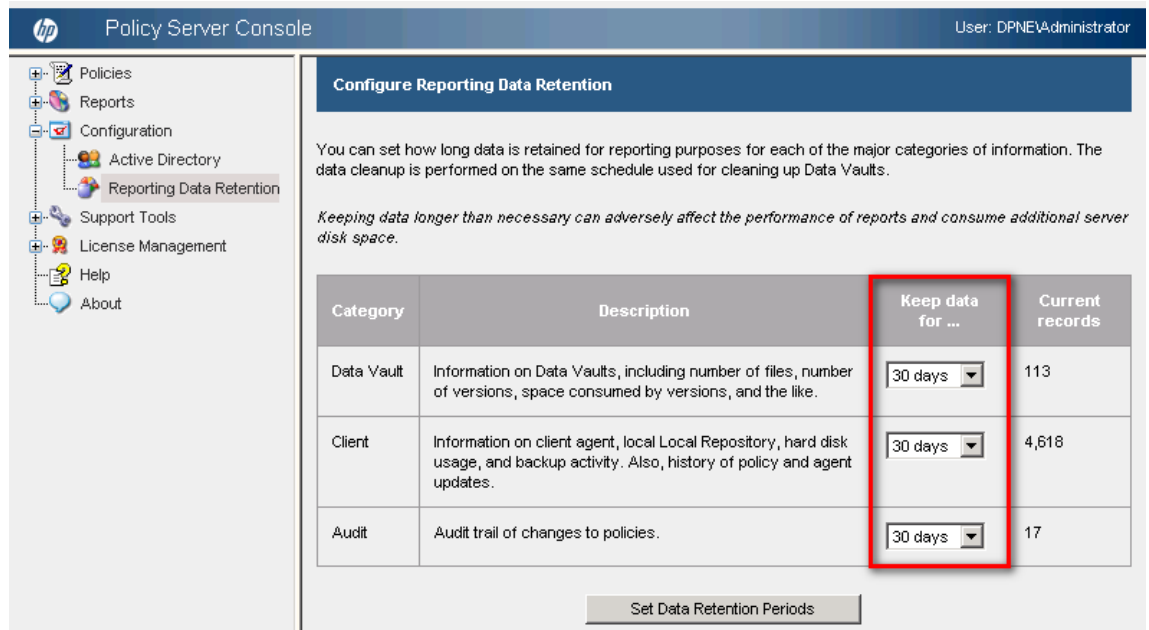 hp Policy Server Console User: DPNE\Administrator
Policies
Reports
Configuration
Active Directory
Reporting Data Retention
Support Tools
License Management
Help
About
Configure Reporting Data Retention
You can set how long data is retained for reporting purposes for each of the major categories of information. The
data cleanup is performed on the same schedule used for cleaning up Data Vaults.
Keeping data longer than necessary can adversely affect the performance of reports and consume additional server
disk space.
Category Description Keep data for ... Current records
Data Vault Information on Data Vaults, including number of files, number 30 days 113
of versions, space consumed by versions, and the like.
Client Information on client agent, local Local Repository, hard disk 30 days 4,618
usage, and backup activity. Also, history of policy and agent
updates.
Audit Audit trail of changes to policies. 30 days 17
Set Data Retention Periods